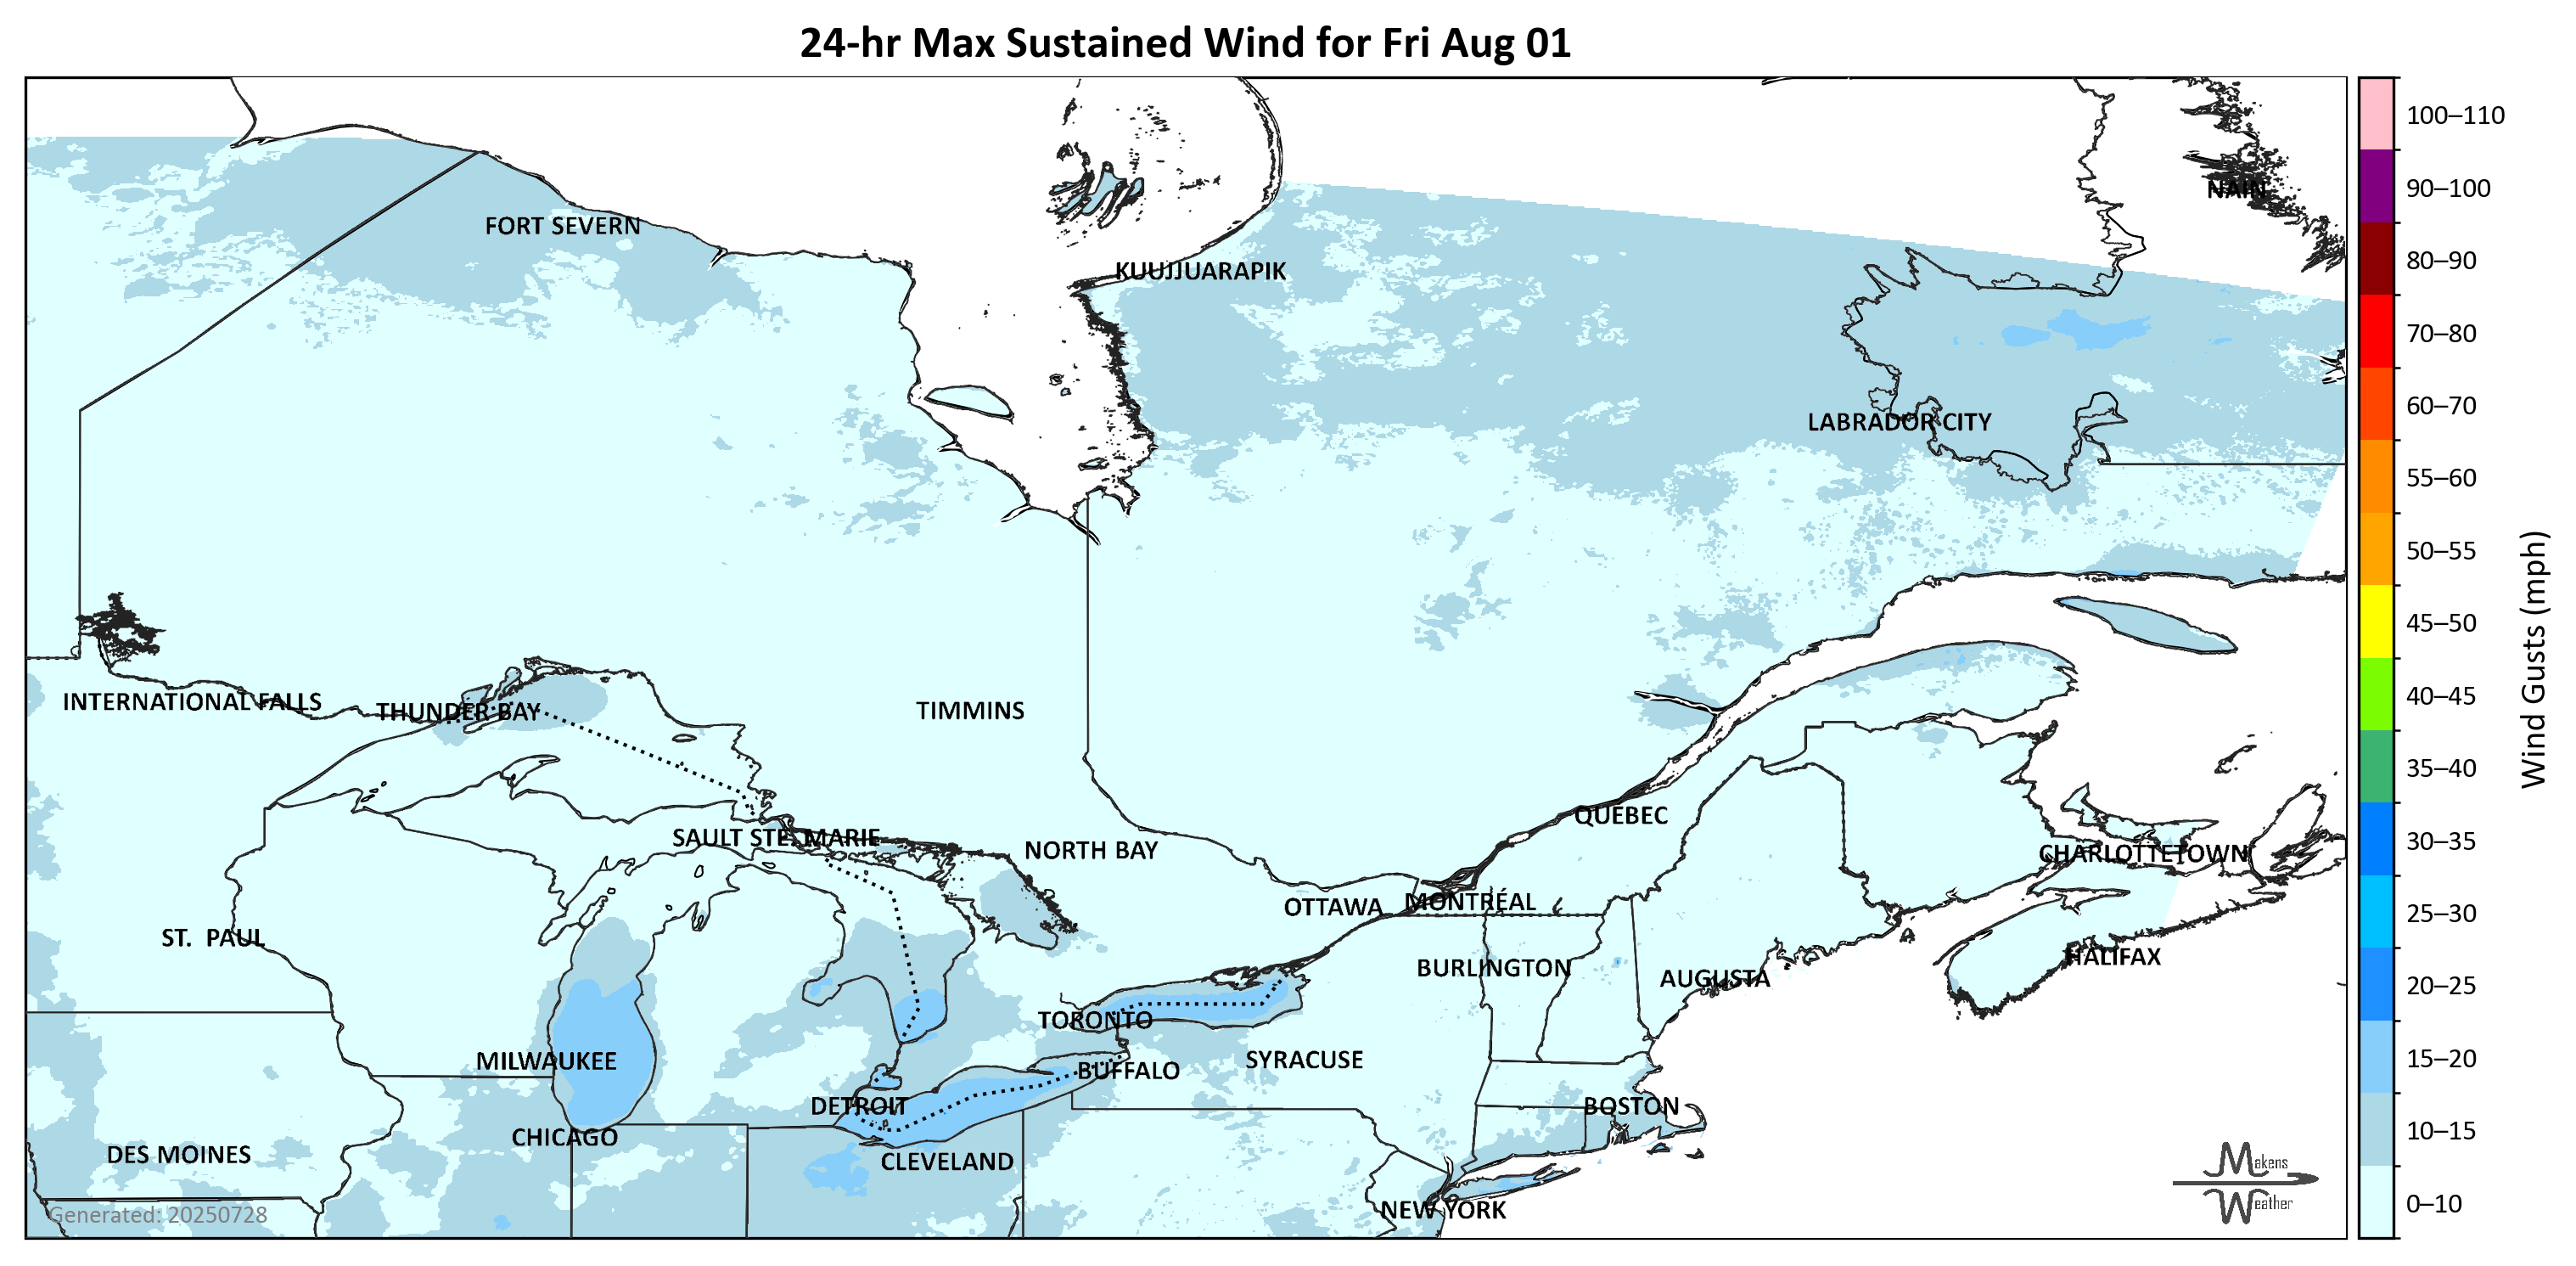 24-hr Max Sustained Wind for Fri Aug 01
100–110
90–100
NAIN
FORT SEVERN
80–90
KUUJJUARAPIK
70–80
60–70
LABRADOR CITY
55–60
50–55
45–50
Wind Gusts (mph)
40–45
INTERNATIONAL FALLS
THUNDER BAY
TIMMINS
35–40
QUÉBEC
30–35
SAULT STE. MARIE
NORTH BAY
CHARLOTTETOWN
OTTAWA
MONTRÉAL
25–30
ST. PAUL
HALIFAX
BURLINGTON
AUGUSTA
20–25
TORONTO
MILWAUKEE
SYRACUSE
15–20
BUFFALO
DETROIT
BOSTON
10–15
CHICAGO
DES MOINES
CLEVELAND
Makens
Weather
0–10
NEW YORK
Generated: 20250728